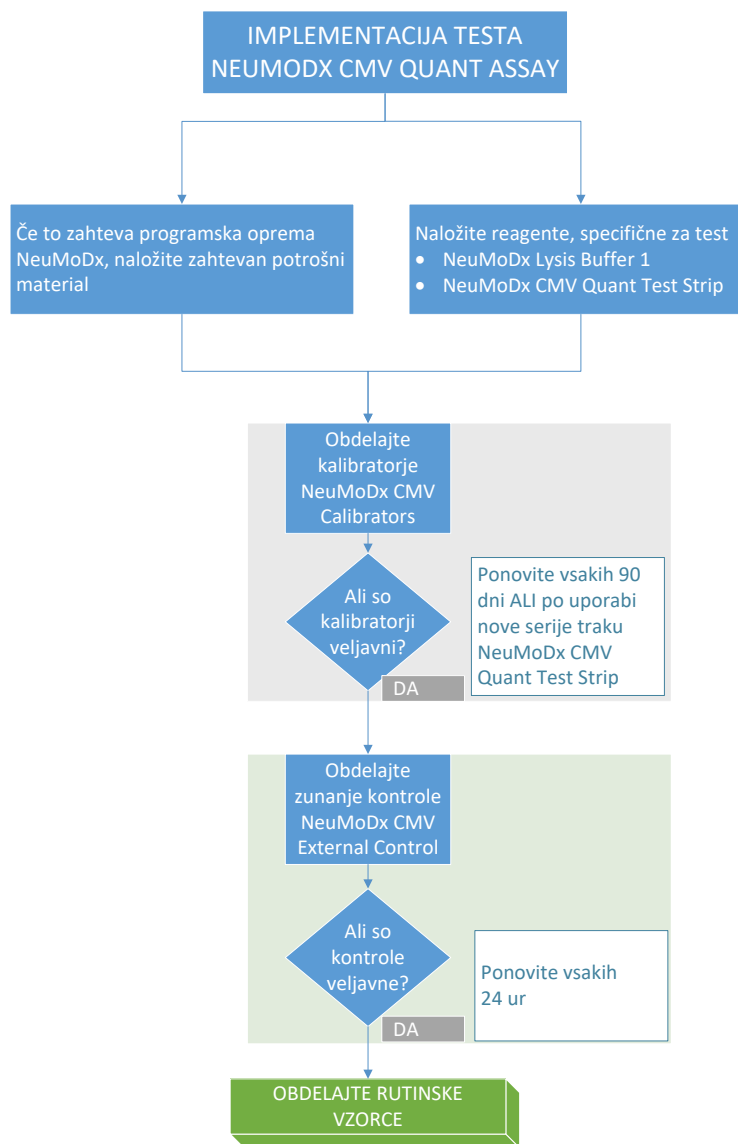 IMPLEMENTACIJA TESTA
NEUMODX CMV QUANT ASSAY
Če to zahteva programska oprema
NeuMoDx, naložite zahtevan potrošni
material
Naložite reagente, specifične za test
• NeuMoDx Lysis Buffer 1
• NeuMoDx CMV Quant Test Strip
Obdelajte
kalibratorje
NeuMoDx CMV
Calibrators
Ali so
kalibratorji
veljavni?
Ponovite vsakih 90
dni ALI po uporabi
nove serije traku
NeuMoDx CMV
Quant Test Strip
DA
Obdelajte
zunanje kontrole
NeuMoDx CMV
External Control
Ali so
kontrole
veljavne?
Ponovite vsakih
24 ur
DA
OBDELAJTE RUTINSKE
VZORCE